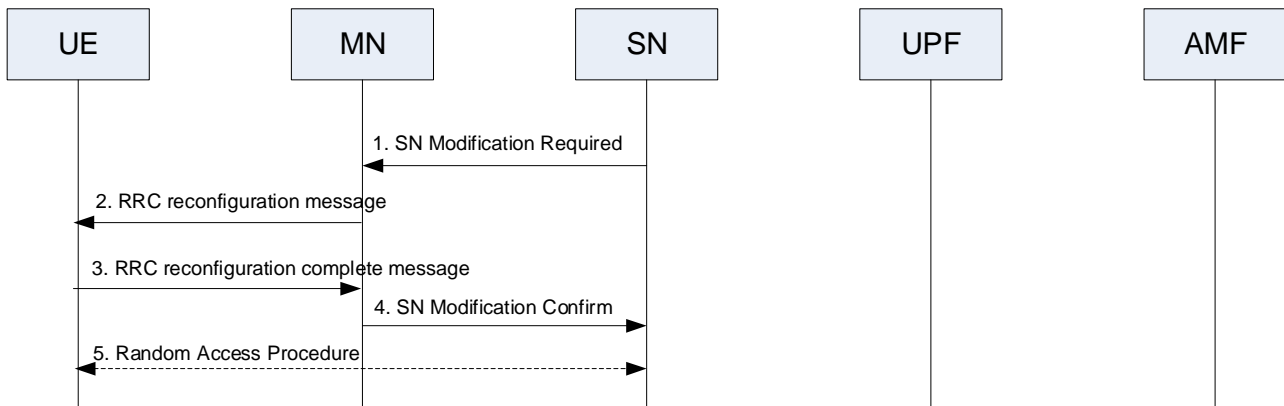 UE
MN
SN
UPF
AMF
1. SN Modification Required
2. RRC reconfiguration message
3. RRC reconfiguration complete message
4. SN Modification Confirm
5. Random Access Procedure